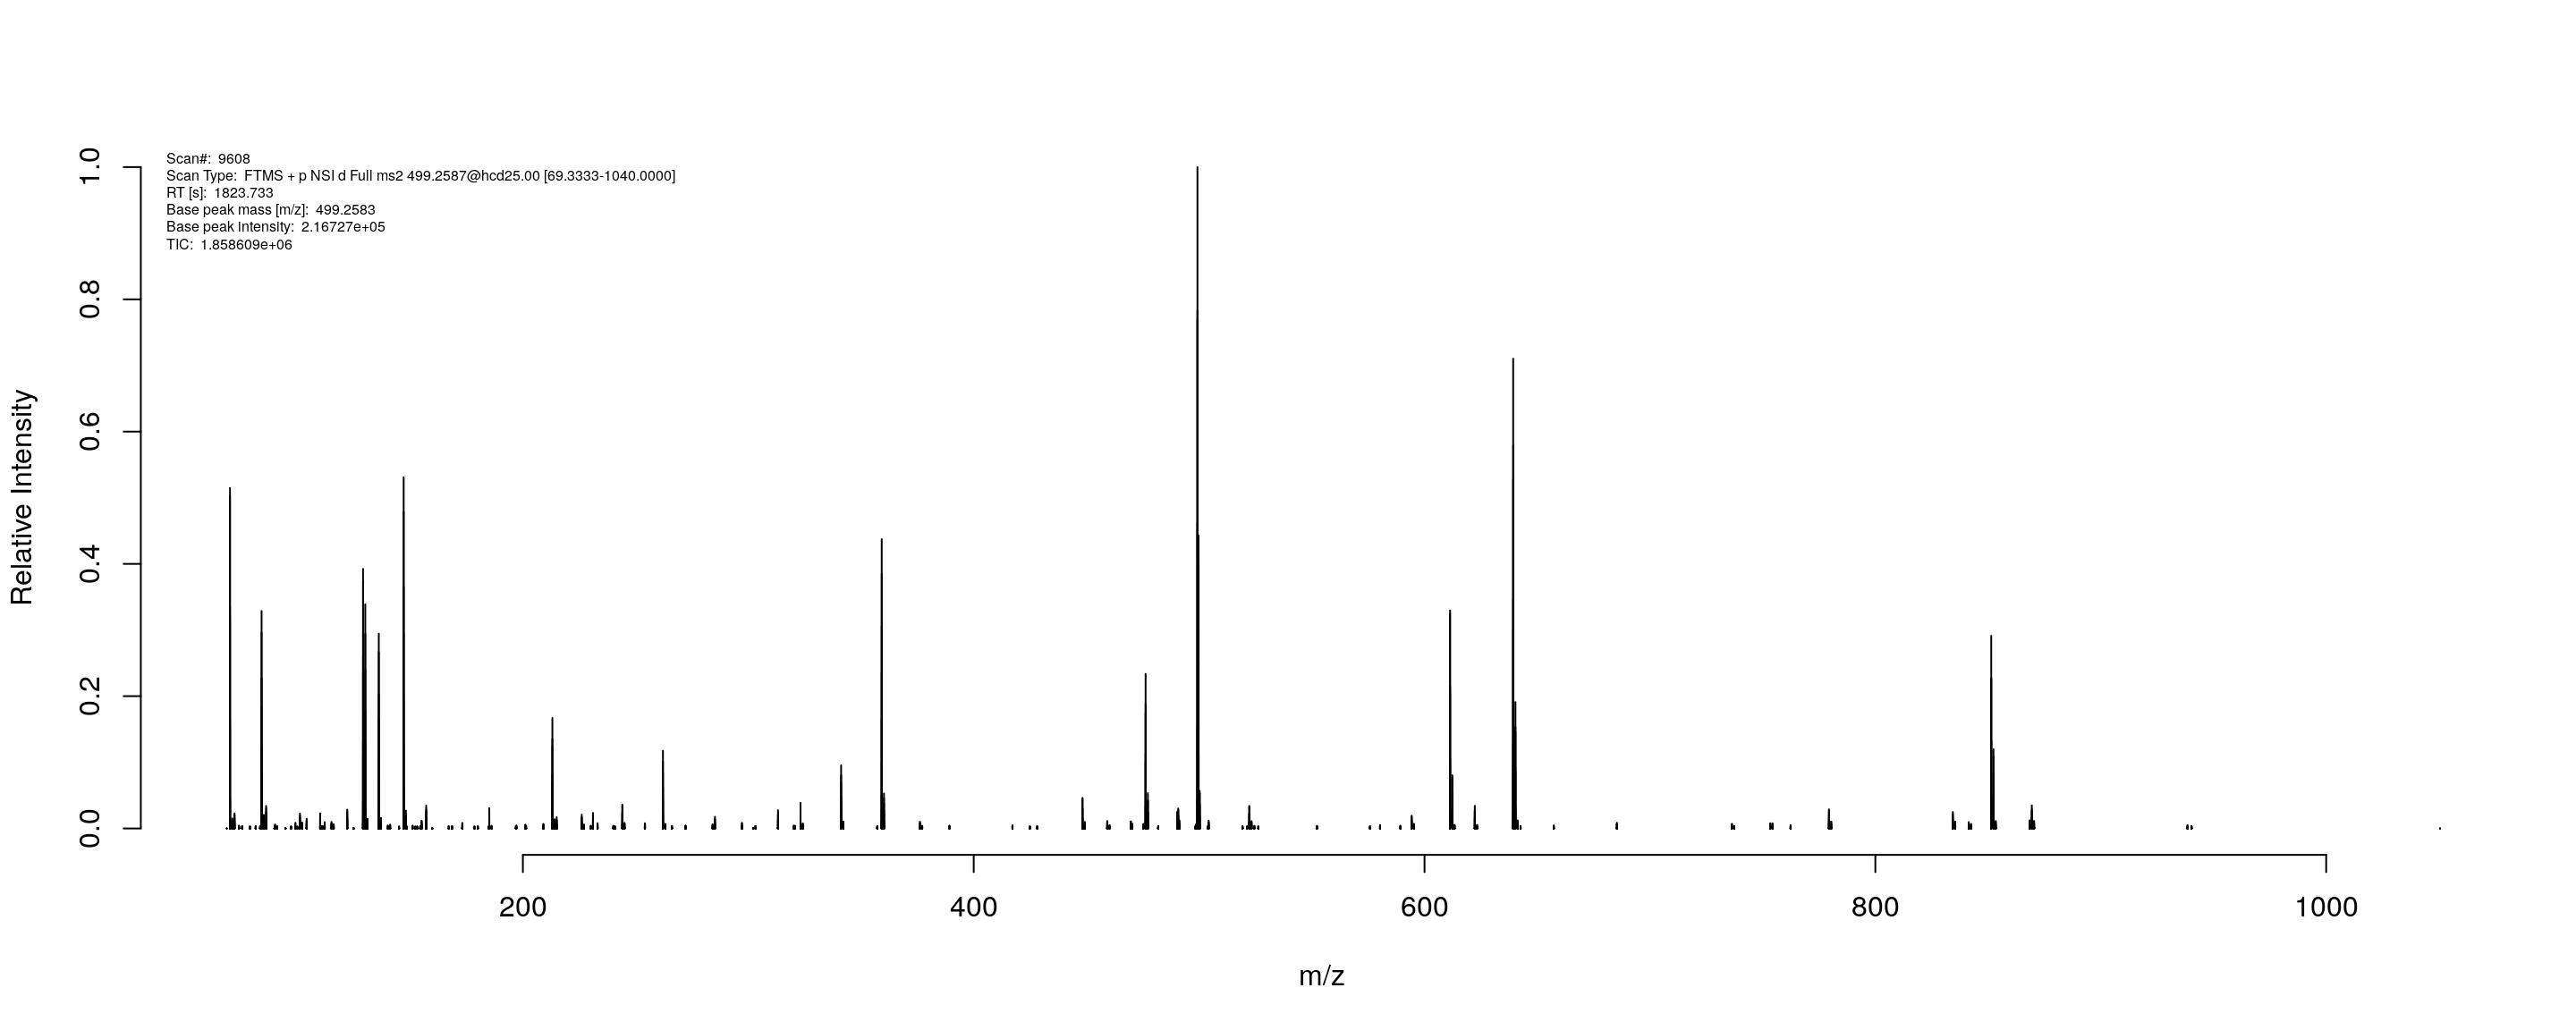 Scan#: 9608
Scan Type: FTMS + p NSI d Full ms2 499.2587@hcd25.00 [69.3333-1040.0000]
RT [s]: 1823.733
Base peak mass [m/z]: 499.2583
Base peak intensity: 2.16727e+05
TIC: 1.858609e+06
Relative Intensity
1.0
0.8
0.6
0.4
0.2
0.0
200 400 600 800 1000
m/z